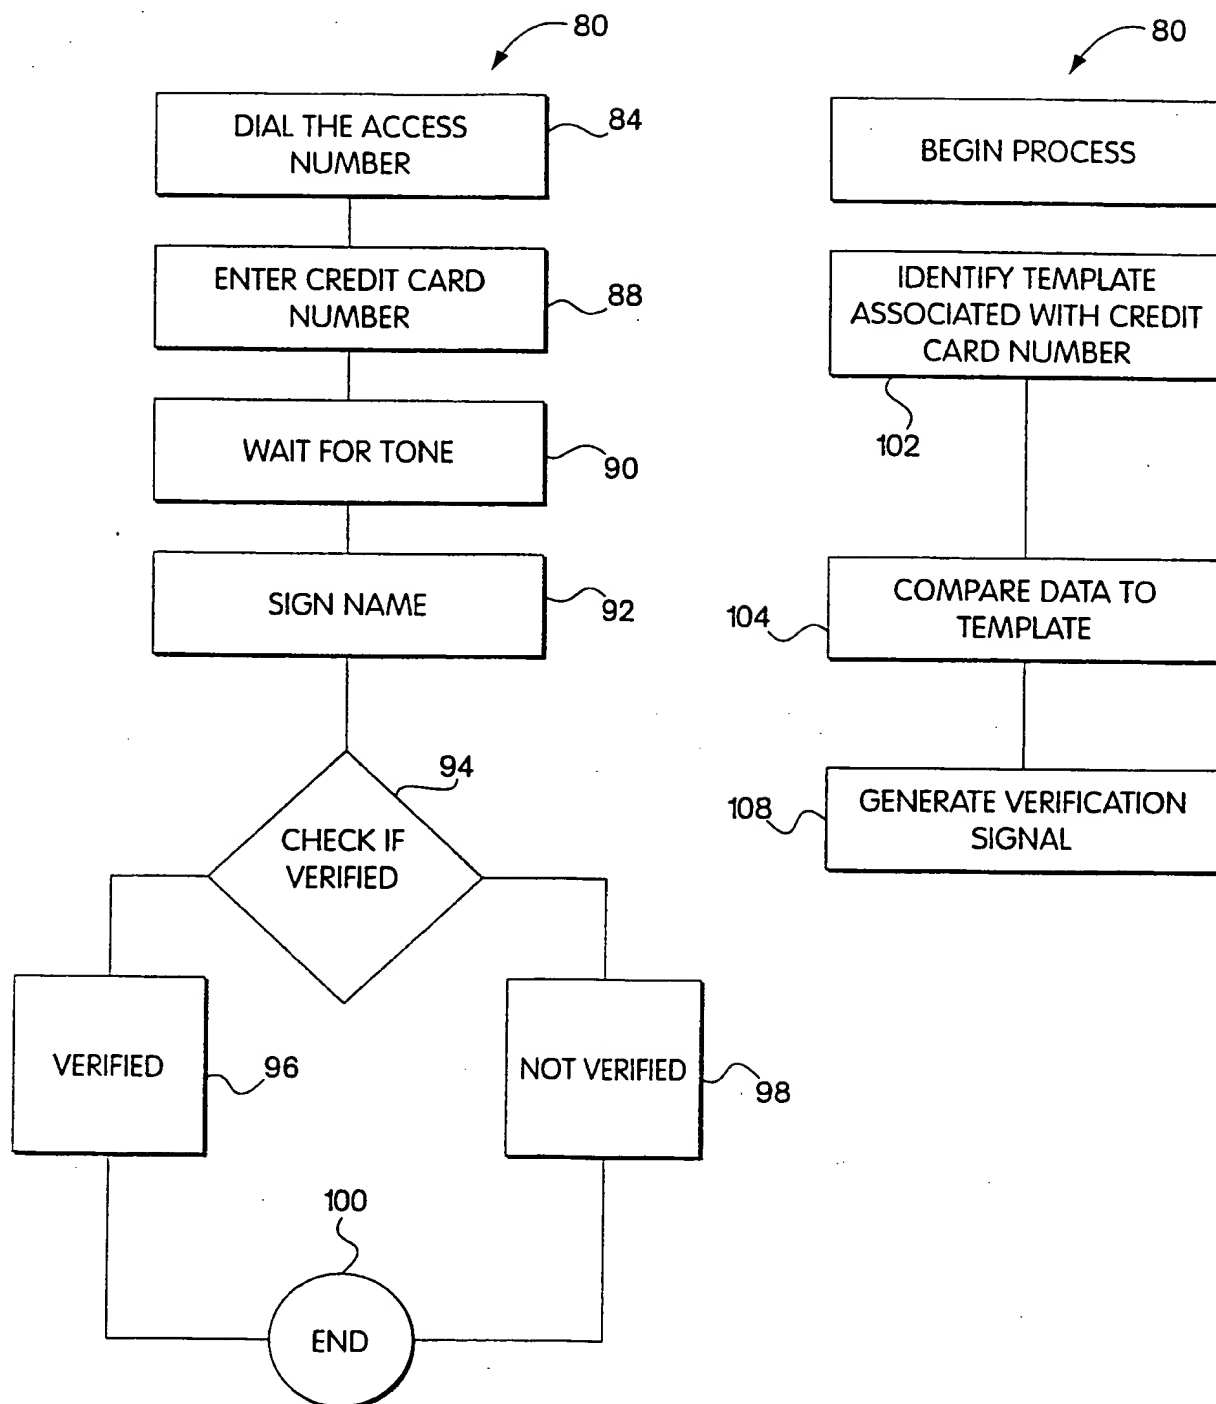 80
DIAL THE ACCESS
NUMBER
84
ENTER CREDIT CARD
NUMBER
88
WAIT FOR TONE
90
SIGN NAME
92
94
CHECK IF
VERIFIED
VERIFIED
96
NOT VERIFIED
98
100
END
80
BEGIN PROCESS
IDENTIFY TEMPLATE
ASSOCIATED WITH CREDIT
CARD NUMBER
102
104
COMPARE DATA TO
TEMPLATE
108
GENERATE VERIFICATION
SIGNAL